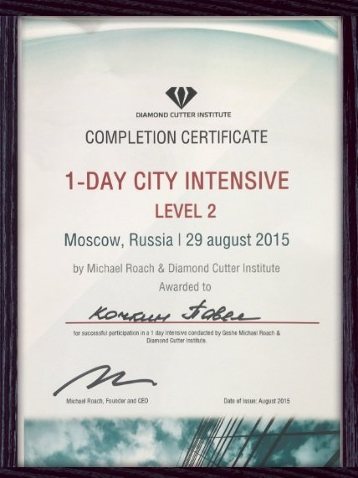 DIAMOND CUTTER INSTITUTE
COMPLETION CERTIFICATE
1-DAY CITY INTENSIVE
LEVEL 2
Moscow, Russia | 29 august 2015
by Michael Roach & Diamond Cutter Institute
Awarded to
Кочкин Павел
for successful participation in a 1 day intensive conducted by Geshe Michael Roach &
Diamond Cutter Institute.
Michael Roach, Founder and CEO
Date of issue: August 2015